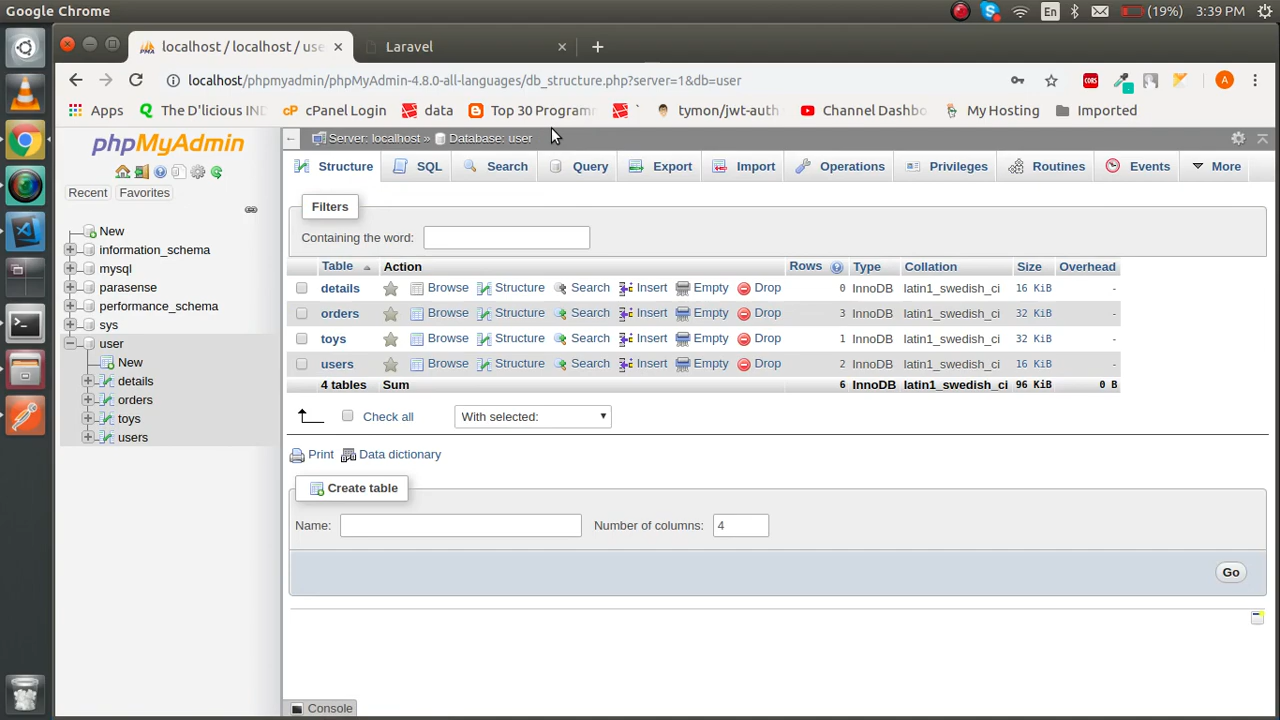 Google Chrome En (19%) 3:39 PM
localhost / localhost / use Laravel
localhost/phpmyadmin/phpMyAdmin-4.8.0-all-languages/db_structure.php?server=1&db=user CORS A
Apps The D'licious IND cPanel Login data Top 30 Programm ` tymon/jwt-auth Channel Dashbo My Hosting Imported
phpMyAdmin
Recent Favorites
New
information_schema
mysql
parasense
performance_schema
sys
user
New
details
orders
toys
users
Server: localhost » Database: user
Structure SQL Search Query Export Import Operations Privileges Routines Events More
Filters
Containing the word:
Table Action Rows Type Collation Size Overhead
details Browse Structure Search Insert Empty Drop 0 InnoDB latin1_swedish_ci 16 KiB -
orders Browse Structure Search Insert Empty Drop 3 InnoDB latin1_swedish_ci 32 KiB -
toys Browse Structure Search Insert Empty Drop 1 InnoDB latin1_swedish_ci 32 KiB -
users Browse Structure Search Insert Empty Drop 2 InnoDB latin1_swedish_ci 16 KiB -
4 tables Sum 6 InnoDB latin1_swedish_ci 96 KiB 0 B
Check all With selected:
Print Data dictionary
Create table
Name: Number of columns: 4
Go
Console